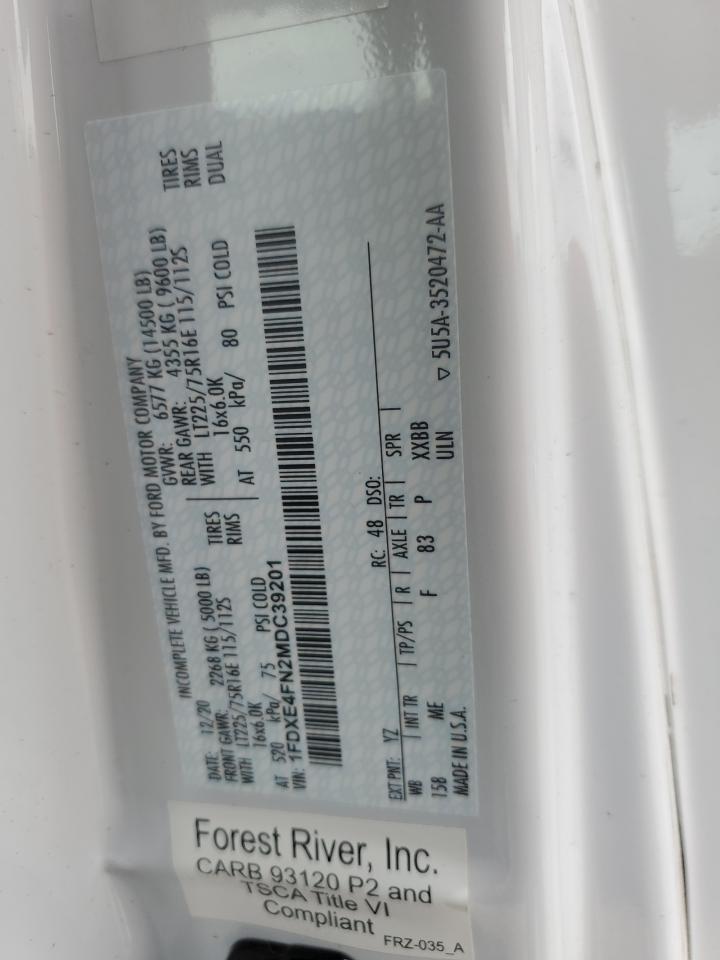 INCOMPLETE VEHICLE MFD. BY FORD MOTOR COMPANY
DATE: 12/20 GVWR: 6577 KG (14500 LB)
FRONT GAWR: 2268 KG ( 5000 LB) REAR GAWR: 4355 KG ( 9600 LB)
WITH LT225/75R16E 115/112S TIRES WITH LT225/75R16E 115/112S TIRES
16x6.0K RIMS 16x6.0K RIMS
AT 520 kPa/ 75 PSI COLD AT 550 kPa/ 80 PSI COLD DUAL
VIN: 1FDXE4FN2MDC39201
EXT PNT: YZ RC: 48 DSO:
WB INT TR TP/PS R AXLE TR SPR
158 ME F 83 P XXBB
MADE IN U.S.A. ULN ▽ 5U5A-3520472-AA
Forest River, Inc.
CARB 93120 P2 and
TSCA Title VI
Compliant
FRZ-035_A